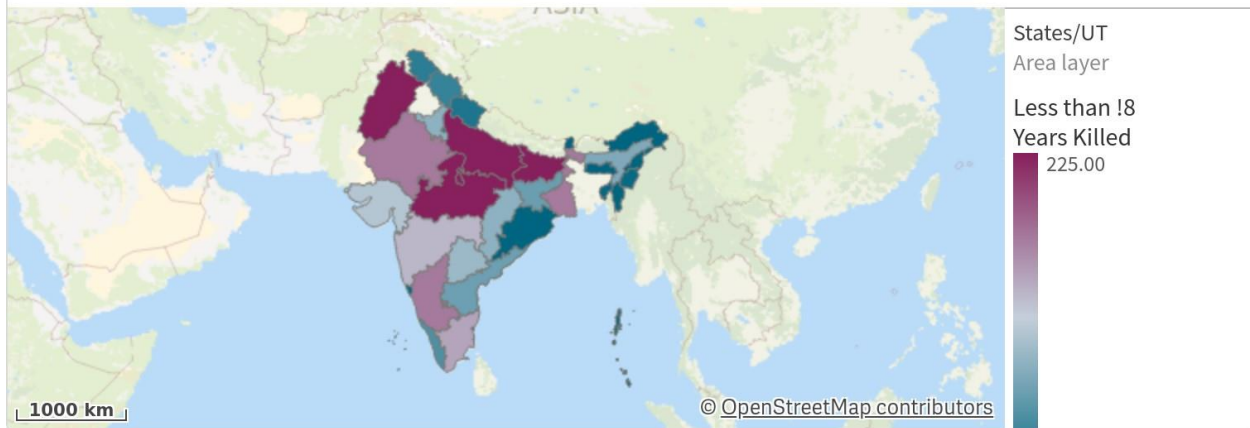 ASIA
States/UT
Area layer
Less than !8
Years Killed
225.00
1000 km
© OpenStreetMap contributors